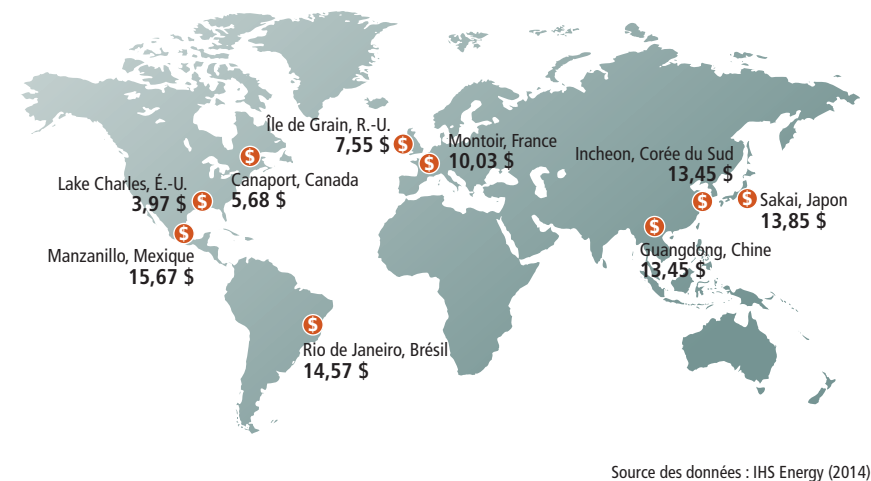 Île de Grain, R.-U.
7,55 $
Montoir, France
10,03 $
Incheon, Corée du Sud
13,45 $
Lake Charles, É.-U.
3,97 $
Canaport, Canada
5,68 $
Sakai, Japon
13,85 $
Manzanillo, Mexique
15,67 $
Guangdong, Chine
13,45 $
Rio de Janeiro, Brésil
14,57 $
Source des données : IHS Energy (2014)